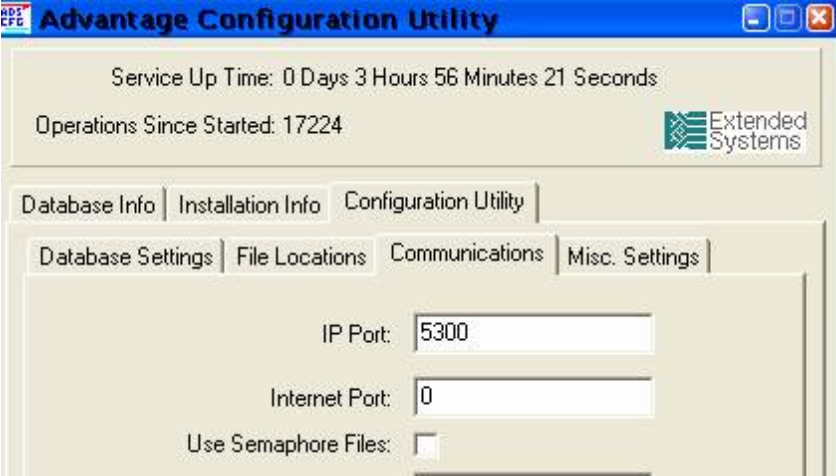 ADS
CFG
Advantage Configuration Utility
Service Up Time: 0 Days 3 Hours 56 Minutes 21 Seconds
Operations Since Started: 17224
Extended
Systems
Database Info Installation Info Configuration Utility
Database Settings File Locations Communications Misc. Settings
IP Port: 5300
Internet Port: 0
Use Semaphore Files: